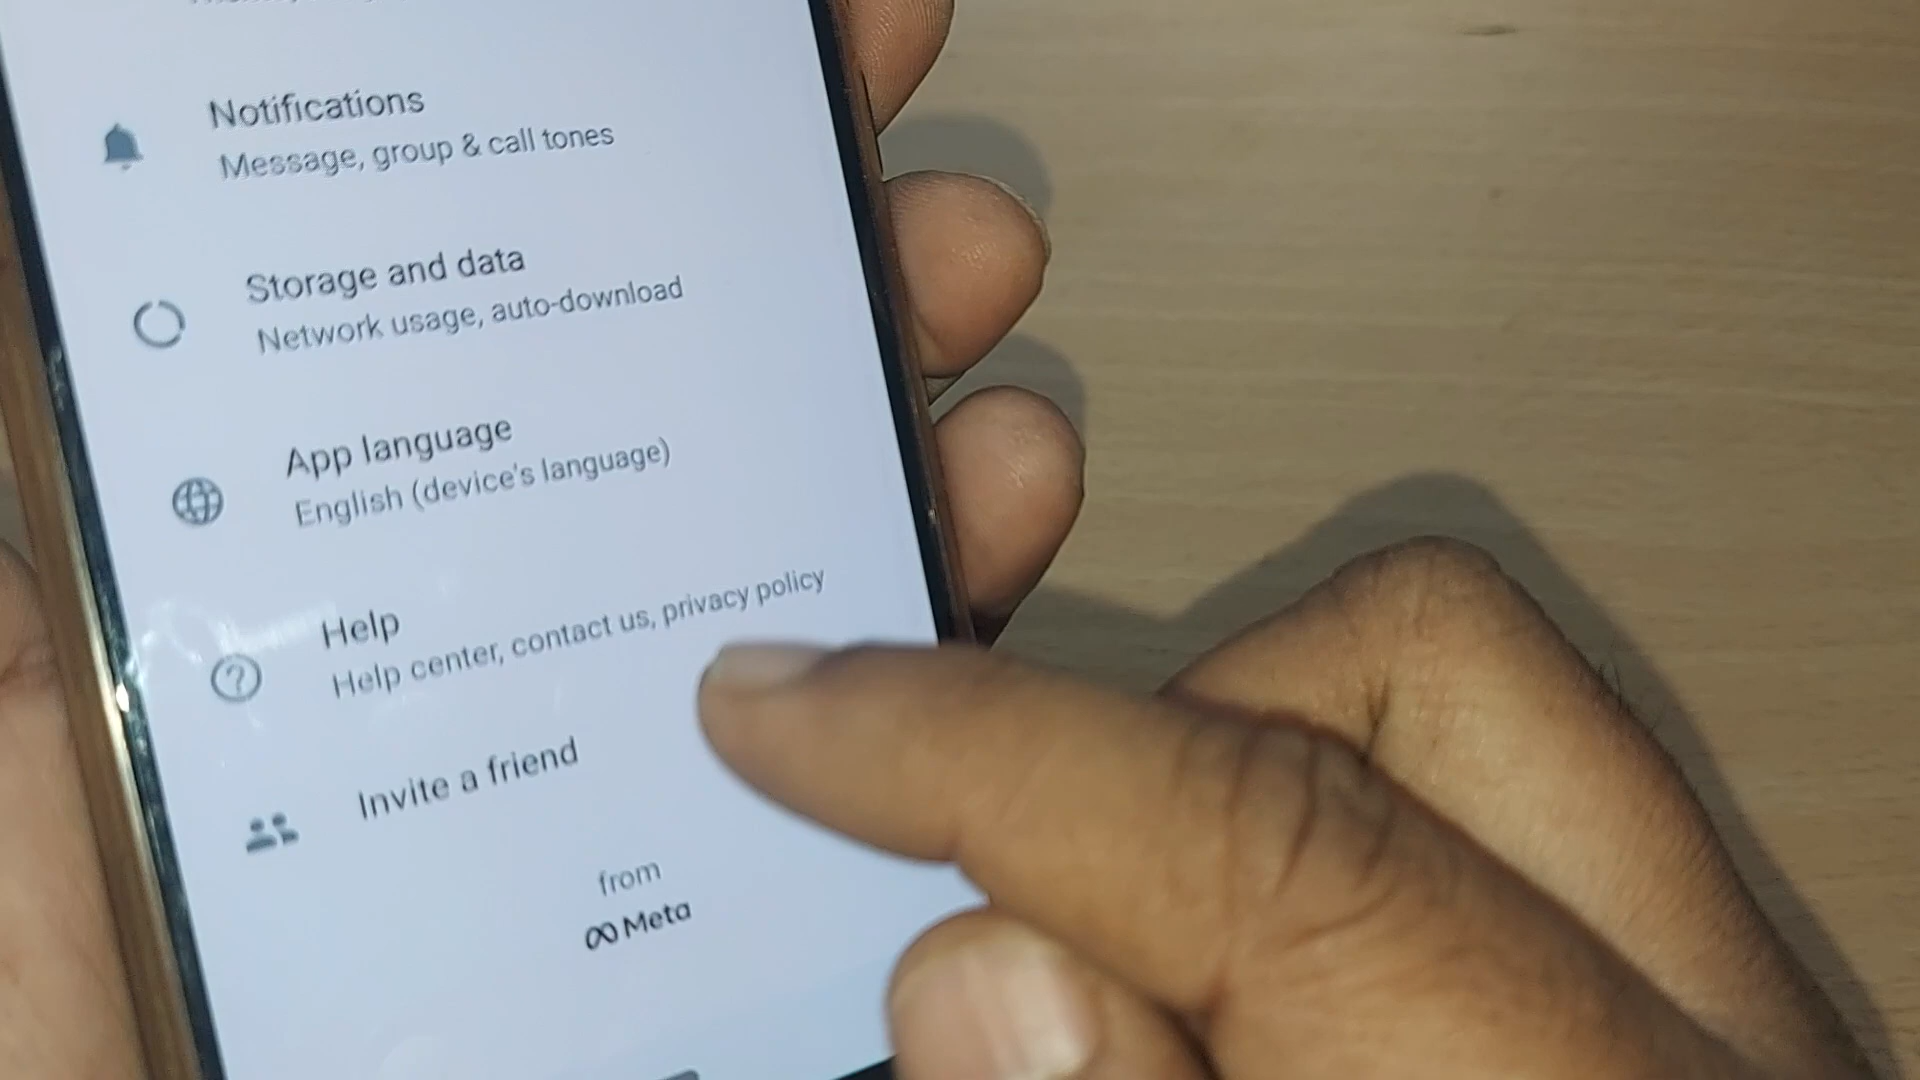 Notifications
Message, group & call tones
Storage and data
Network usage, auto-download
App language
English (device's language)
Help
Help center, contact us, privacy policy
Invite a friend
from
Meta